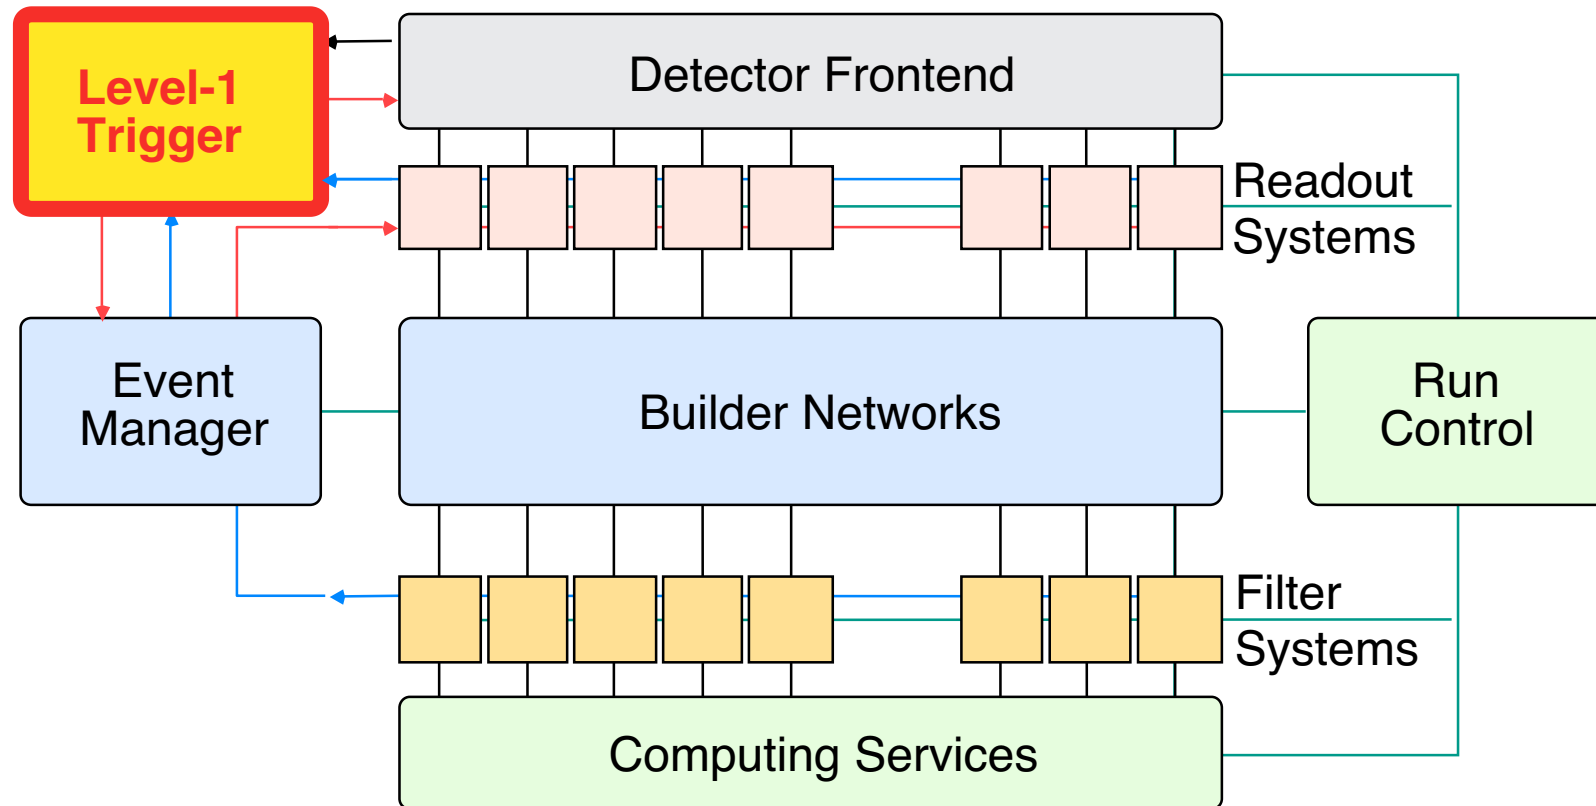 Level-1
Trigger
Detector Frontend
Readout
Systems
Event
Manager
Builder Networks
Run
Control
Filter
Systems
Computing Services